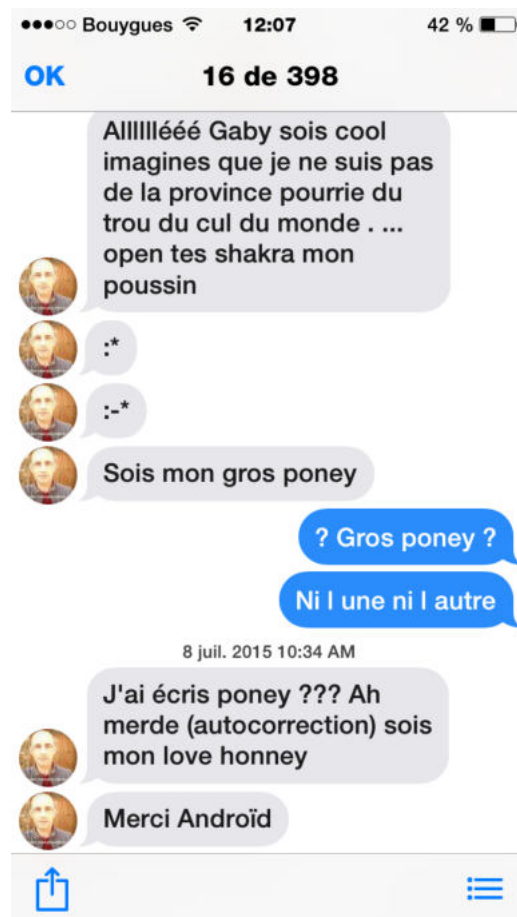 Bouygues 12:07 42 %
OK 16 de 398
Alllllléééé Gaby sois cool
imagines que je ne suis pas
de la province pourrie du
trou du cul du monde . ...
open tes shakra mon
poussin
:*
:-*
Sois mon gros poney
? Gros poney ?
Ni l une ni l autre
8 juil. 2015 10:34 AM
J'ai écris poney ??? Ah
merde (autocorrection) sois
mon love honney
Merci Androïd